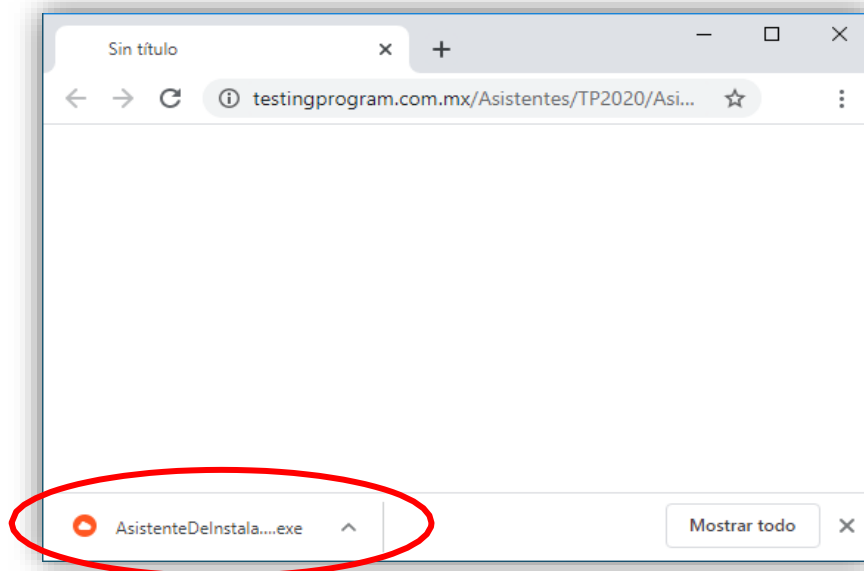 Sin título
testingprogram.com.mx/Asistentes/TP2020/Asi...
AsistenteDeInstala....exe
Mostrar todo